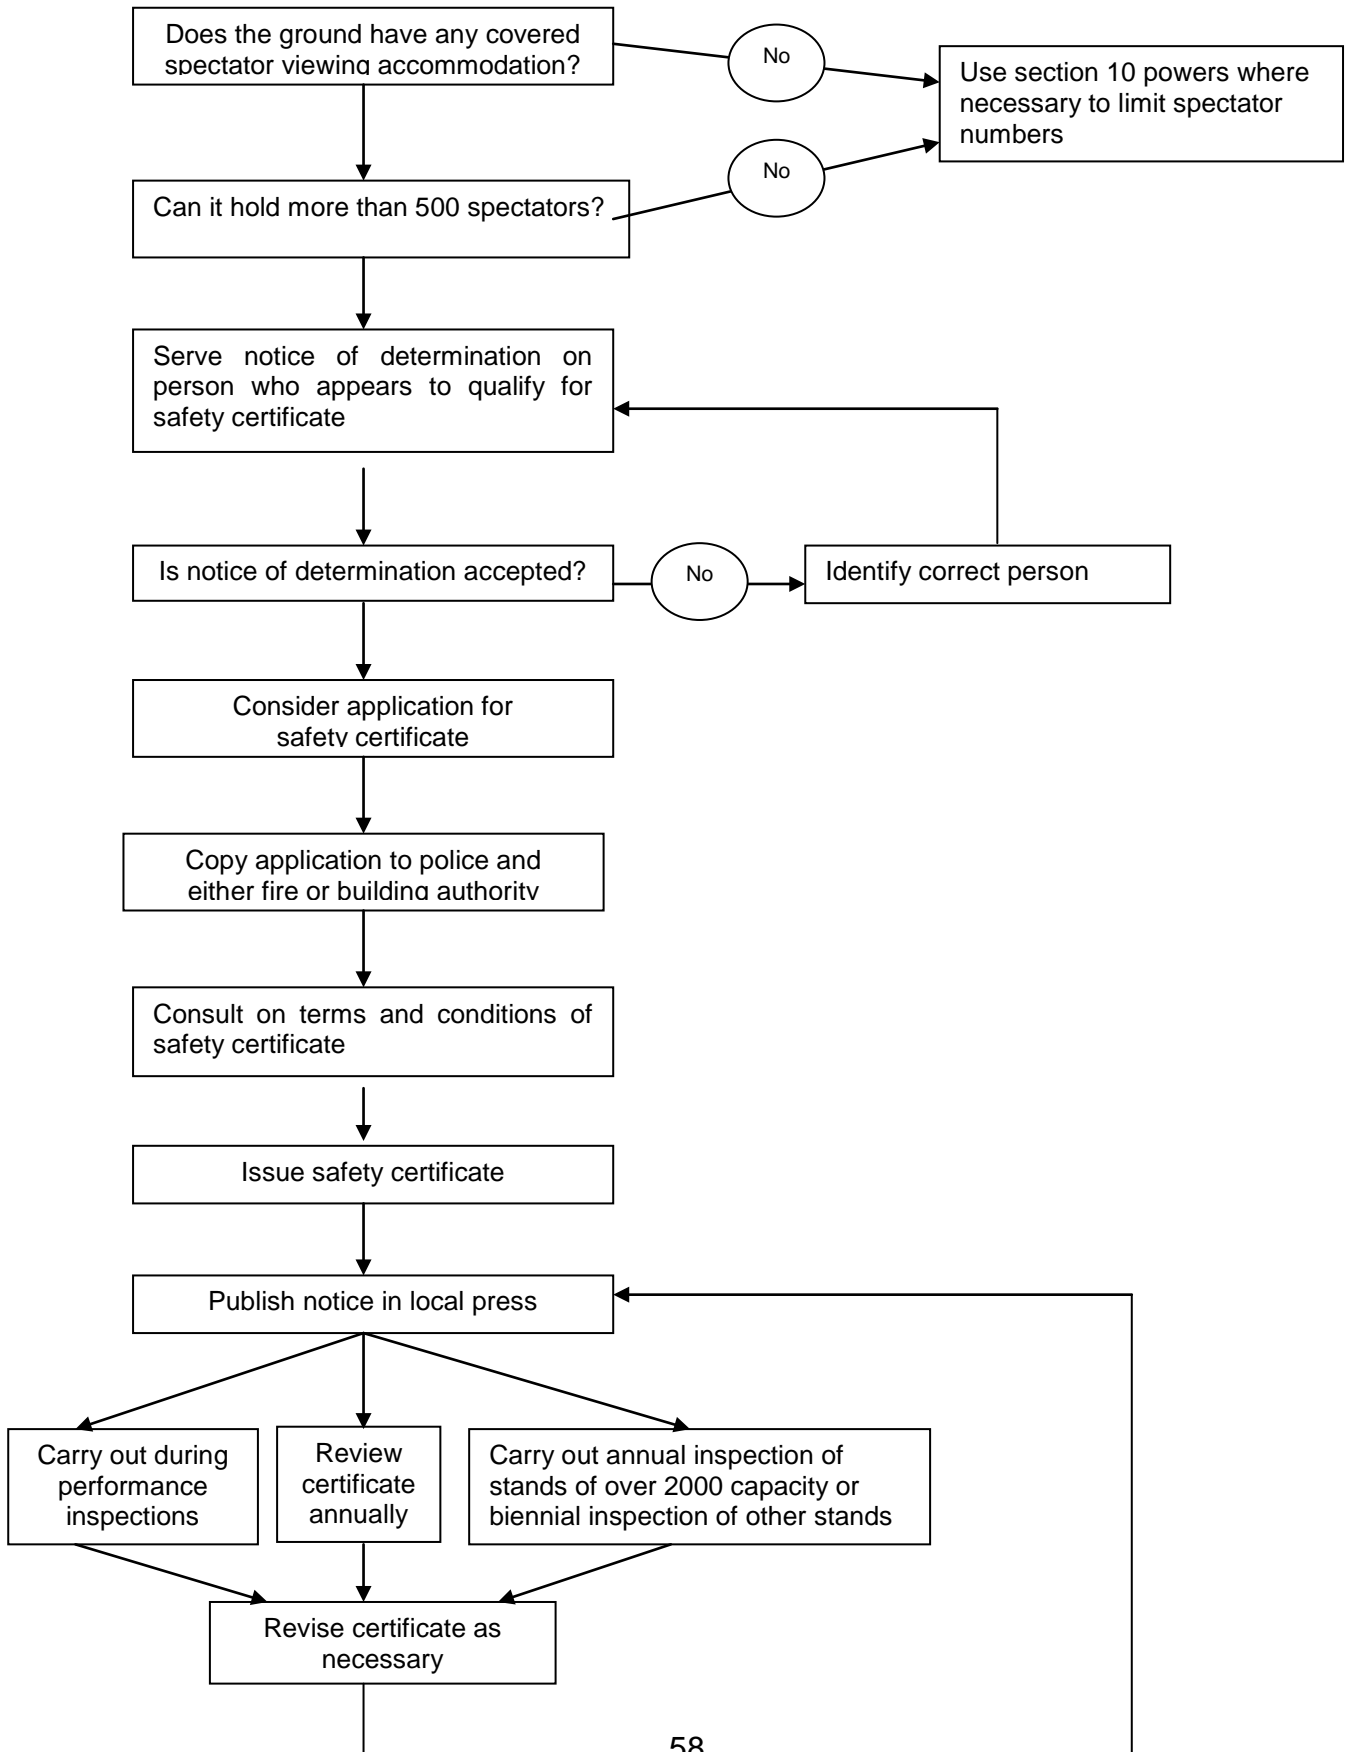 Does the ground have any covered
spectator viewing accommodation?
No
Use section 10 powers where
necessary to limit spectator
numbers
No
Can it hold more than 500 spectators?
Serve notice of determination on
person who appears to qualify for
safety certificate
Is notice of determination accepted?
No
Identify correct person
Consider application for
safety certificate
Copy application to police and
either fire or building authority
Consult on terms and conditions of
safety certificate
Issue safety certificate
Publish notice in local press
Carry out during
performance
inspections
Review
certificate
annually
Carry out annual inspection of
stands of over 2000 capacity or
biennial inspection of other stands
Revise certificate as
necessary
58